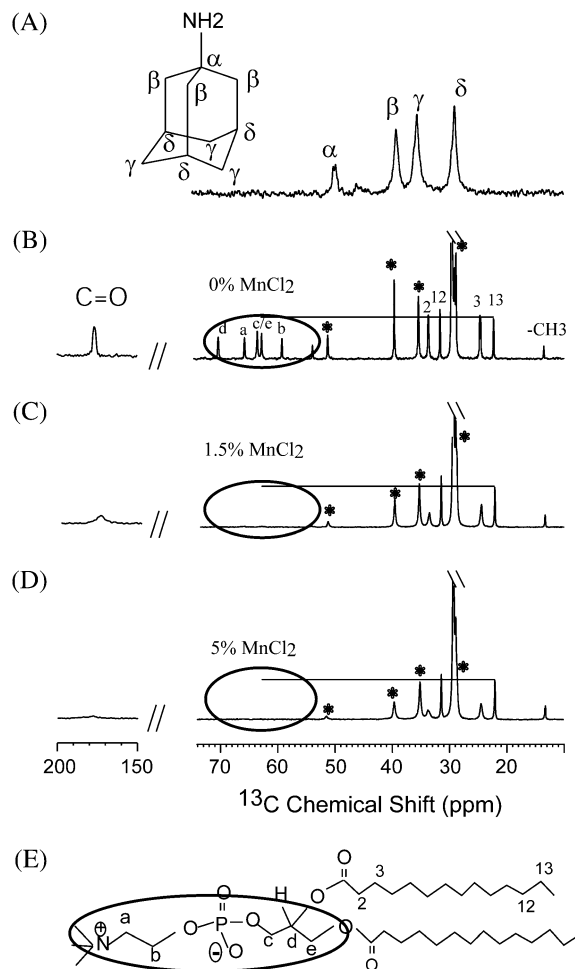 (A)
NH2
α
β β
β
δ δ
γ
γ δ γ
α β γ δ
(B)
C=O
0% MnCl2
d a c/e b * * * 2 12 * 3 13
-CH3
//
(C)
1.5% MnCl2
* * * *
//
(D)
5% MnCl2
* * * *
//
200 150 70 60 50 40 30 20 10
13C Chemical Shift (ppm)
(E)
O 3 13
O H O 2 12
a O P O
⊕ N b O ⊖ c d e O
O